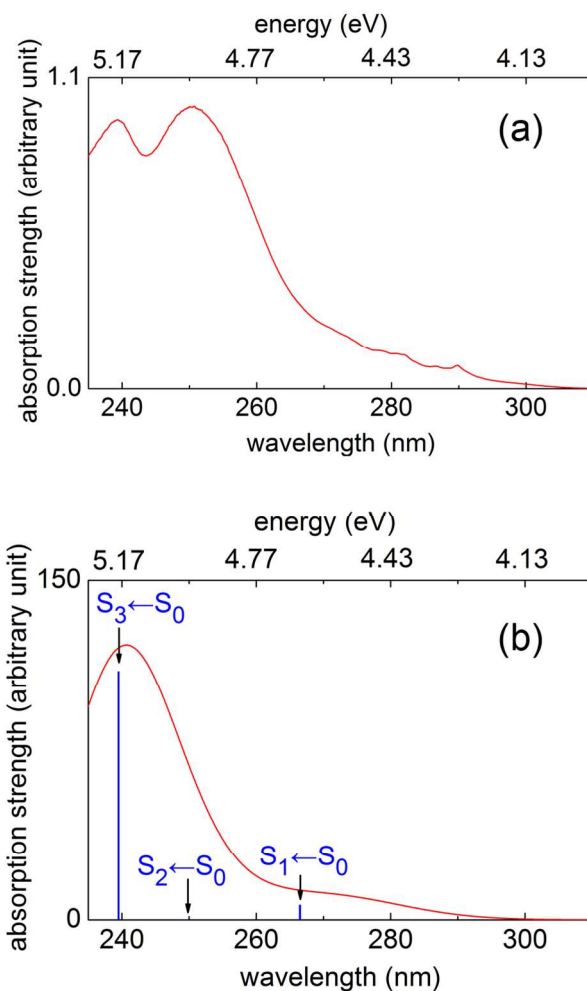 energy (eV)
5.17 4.77 4.43 4.13
1.1
(a)
absorption strength (arbitrary unit)
0.0
240 260 280 300
wavelength (nm)
energy (eV)
5.17 4.77 4.43 4.13
150
S₃←S₀
(b)
absorption strength (arbitrary unit)
S₂←S₀ S₁←S₀
0
240 260 280 300
wavelength (nm)